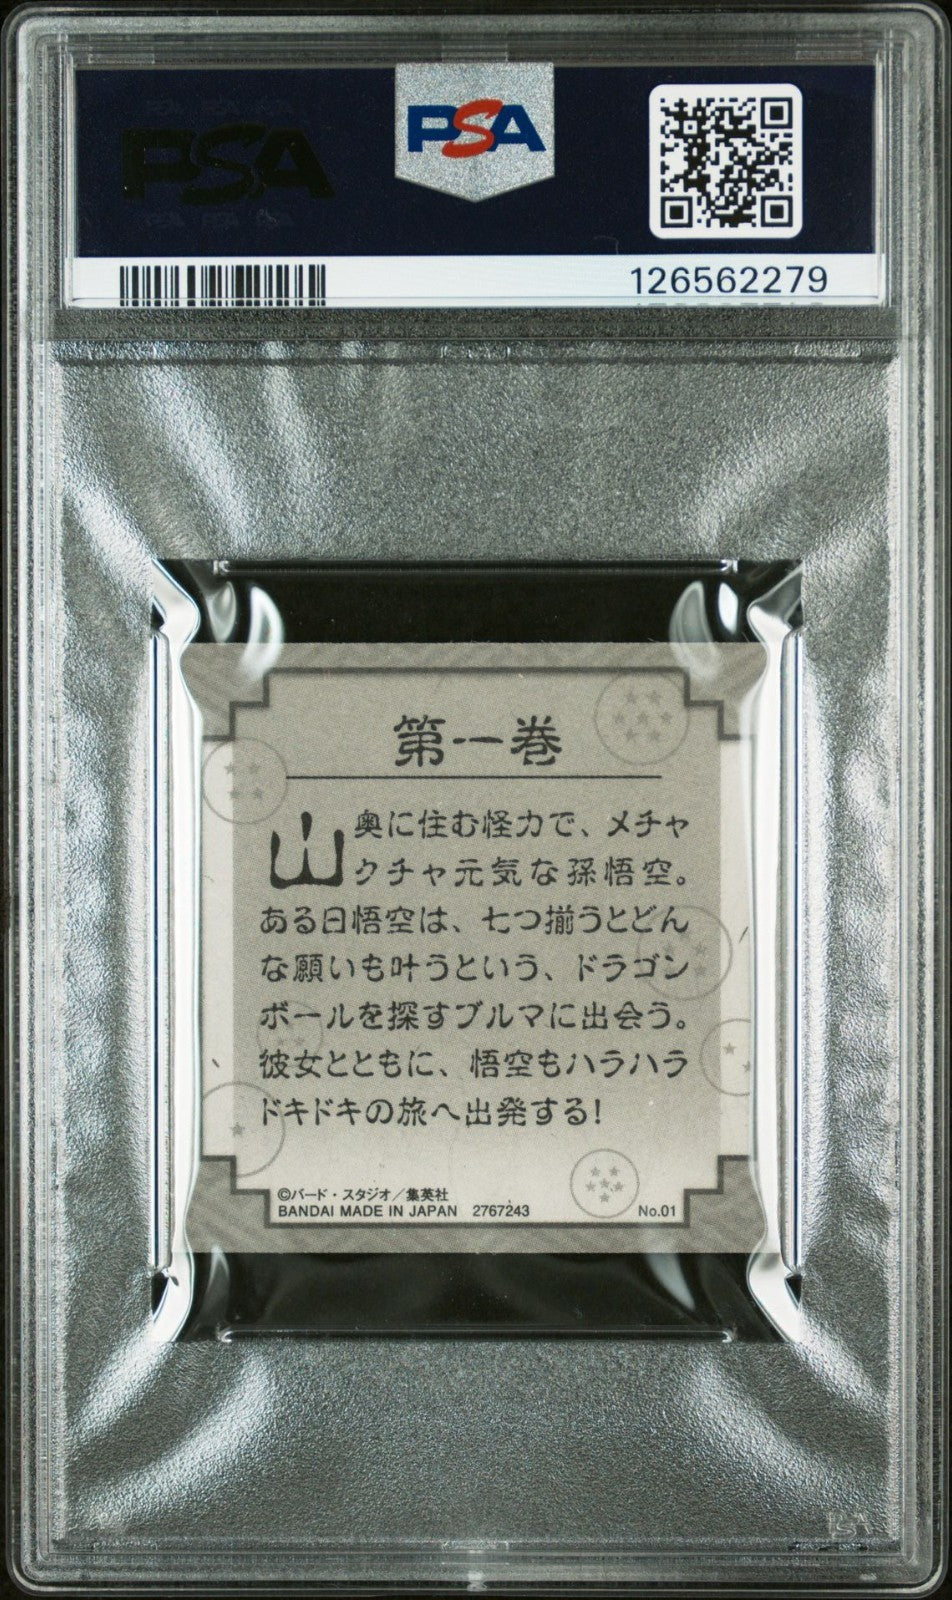 PSA
PSA
126562279
第一巻
山奥に住む怪力で、メチャ
クチャ元気な孫悟空。
ある日悟空は、七つ揃うとどん
な願いも叶うという、ドラゴン
ボールを探すブルマに出会う。
彼女とともに、悟空もハラハラ
ドキドキの旅へ出発する!
©バード・スタジオ／集英社
BANDAI MADE IN JAPAN 2767243 No.01
PSA